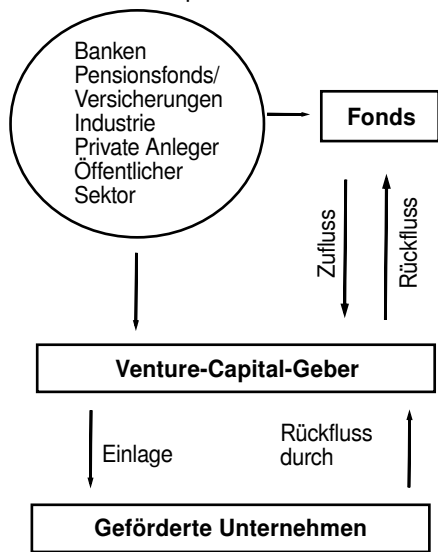 Banken
Pensionsfonds/
Versicherungen
Industrie
Private Anleger
Öffentlicher
Sektor
Fonds
Zufluss
Rückfluss
Venture-Capital-Geber
Einlage
Rückfluss
durch
Geförderte Unternehmen